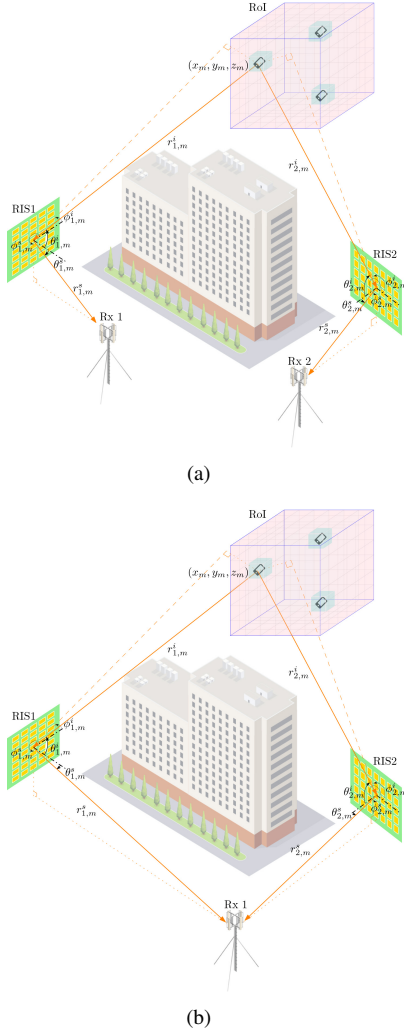 RoI
(x_m, y_m, z_m)
r^i_{1,m}
r^i_{2,m}
RIS1
ϕ^i_{1,m}
ϕ^s_{1,m}
θ^i_{1,m}
θ^s_{1,m}
r^s_{1,m}
RIS2
θ^i_{2,m}
ϕ^i_{2,m}
θ^s_{2,m}
ϕ^s_{2,m}
r^s_{2,m}
Rx 1
Rx 2
(a)
RoI
(x_m, y_m, z_m)
r^i_{1,m}
r^i_{2,m}
RIS1
ϕ^i_{1,m}
ϕ^s_{1,m}
θ^i_{1,m}
θ^s_{1,m}
RIS2
θ^i_{2,m}
ϕ^i_{2,m}
θ^s_{2,m}
ϕ^s_{2,m}
r^s_{1,m}
r^s_{2,m}
Rx 1
(b)